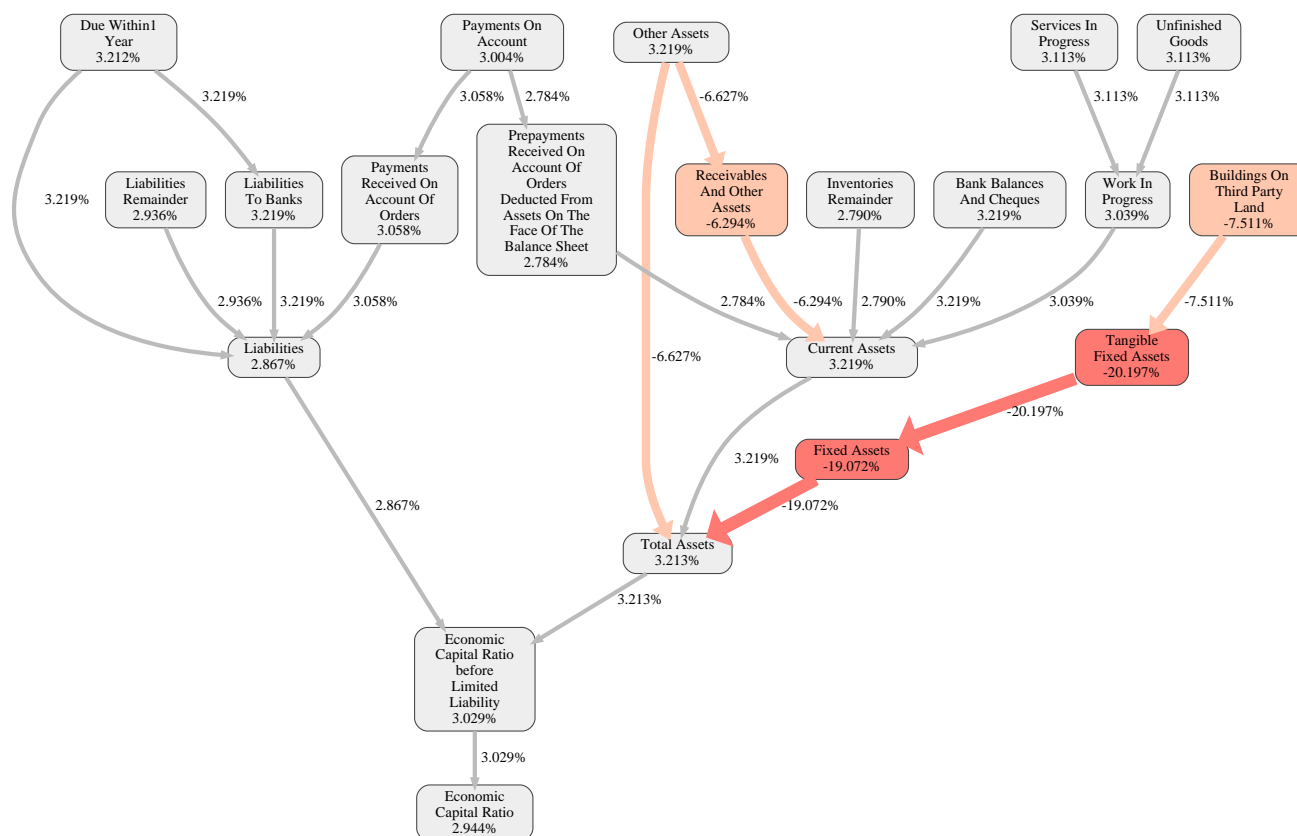 Due Within1
Year
3.212%
Payments On
Account
3.004%
Other Assets
3.219%
Services In
Progress
3.113%
Unfinished
Goods
3.113%
3.219%
3.058%
2.784%
-6.627%
3.113%
3.113%
Liabilities
Remainder
2.936%
Liabilities
To Banks
3.219%
Payments
Received On
Account Of
Orders
3.058%
Prepayments
Received On
Account Of
Orders
Deducted From
Assets On The
Face Of The
Balance Sheet
2.784%
Receivables
And Other
Assets
-6.294%
Inventories
Remainder
2.790%
Bank Balances
And Cheques
3.219%
Work In
Progress
3.039%
Buildings On
Third Party
Land
-7.511%
3.219%
2.936%
3.219%
3.058%
2.784%
-6.294%
2.790%
3.219%
3.039%
-7.511%
Liabilities
2.867%
-6.627%
Current Assets
3.219%
Tangible
Fixed Assets
-20.197%
-20.197%
3.219%
Fixed Assets
-19.072%
2.867%
-19.072%
Total Assets
3.213%
3.213%
Economic
Capital Ratio
before
Limited
Liability
3.029%
3.029%
Economic
Capital Ratio
2.944%